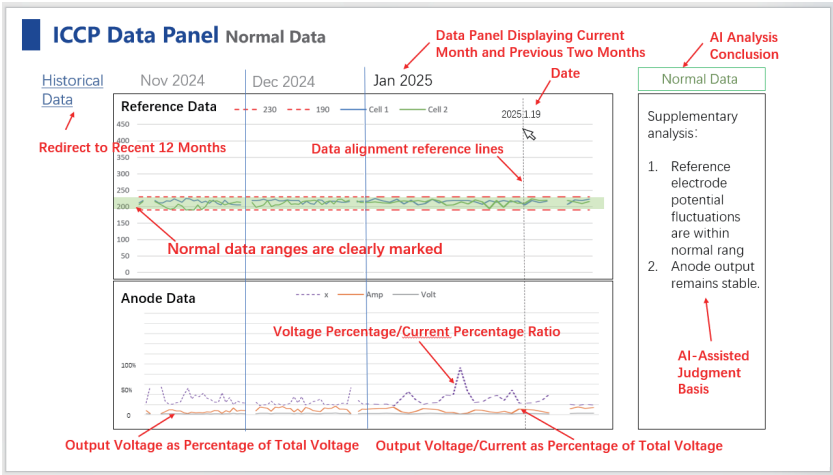 ICCP Data Panel Normal Data
Data Panel Displaying Current
Month and Previous Two Months
AI Analysis
Conclusion
Historical
Data
Nov 2024
Dec 2024
Jan 2025
Date
Normal Data
Reference Data
230
190
Cell 1
Cell 2
2025.1.19
450
400
350
300
250
200
150
100
50
0
Redirect to Recent 12 Months
Data alignment reference lines
Normal data ranges are clearly marked
Supplementary
analysis:
1. Reference
electrode
potential
fluctuations
are within
normal rang
2. Anode output
remains stable.
Anode Data
x
Amp
Volt
Voltage Percentage/Current Percentage Ratio
100%
50%
0
AI-Assisted
Judgment
Basis
Output Voltage as Percentage of Total Voltage
Output Voltage/Current as Percentage of Total Voltage